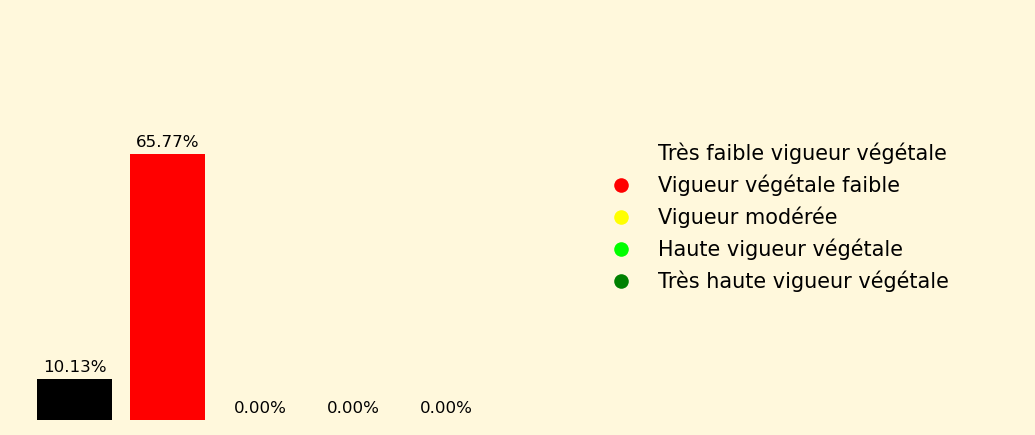 65.77%
10.13%
0.00%
0.00%
0.00%
Très faible vigueur végétale
Vigueur végétale faible
Vigueur modérée
Haute vigueur végétale
Très haute vigueur végétale